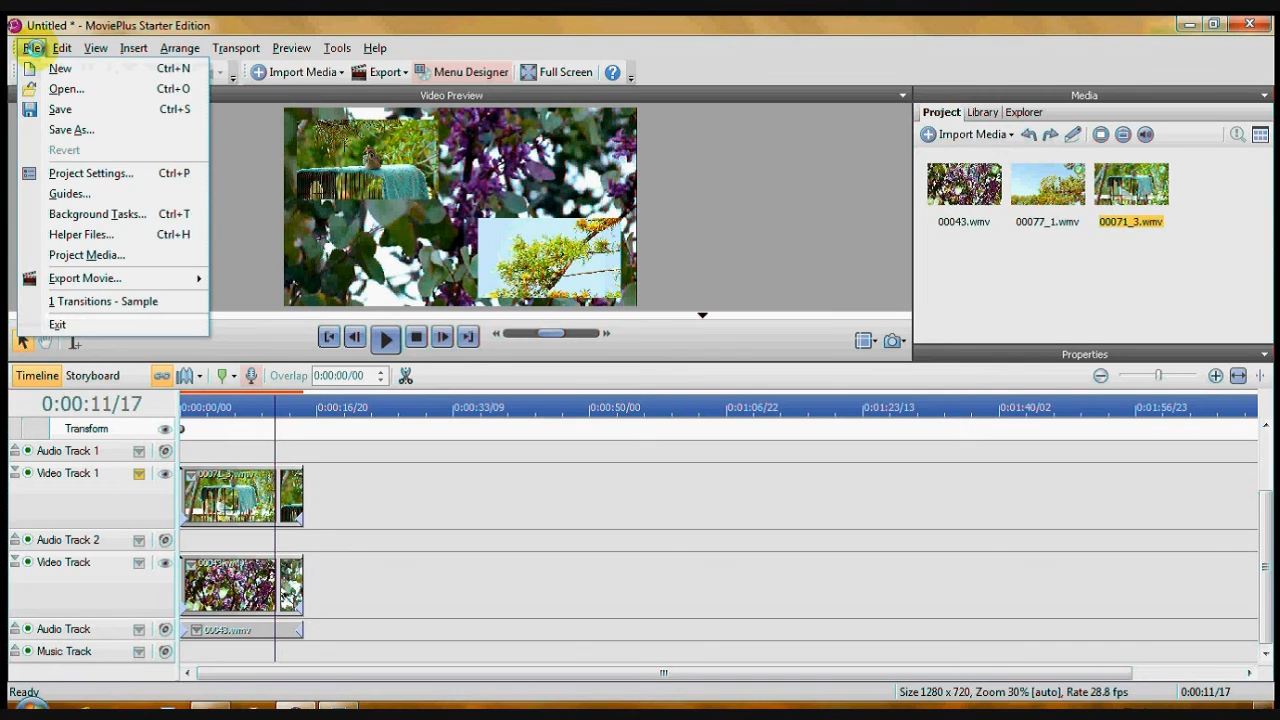 Untitled * - MoviePlus Starter Edition
File Edit View Insert Arrange Transport Preview Tools Help
New Ctrl+N
Open... Ctrl+O
Save Ctrl+S
Save As...
Revert
Project Settings... Ctrl+P
Guides...
Background Tasks... Ctrl+T
Helper Files... Ctrl+H
Project Media...
Export Movie...
1 Transitions - Sample
Exit
Import Media Export Menu Designer Full Screen
Video Preview
Media
Project Library Explorer
Import Media
00043.wmv 00077_1.wmv 00071_3.wmv
Properties
Timeline Storyboard Overlap 0:00:00/00
0:00:11/17
0:00:00/00 0:00:16/20 0:00:33/09 0:00:50/00 0:01:06/22 0:01:23/13 0:01:40/02 0:01:56/23
Transform
Audio Track 1
Video Track 1
00071_3.wmv
Audio Track 2
Video Track
00043.wmv
Audio Track
00043.wmv
Music Track
Ready
Size 1280 x 720, Zoom 30% [auto], Rate 28.8 fps 0:00:11/17